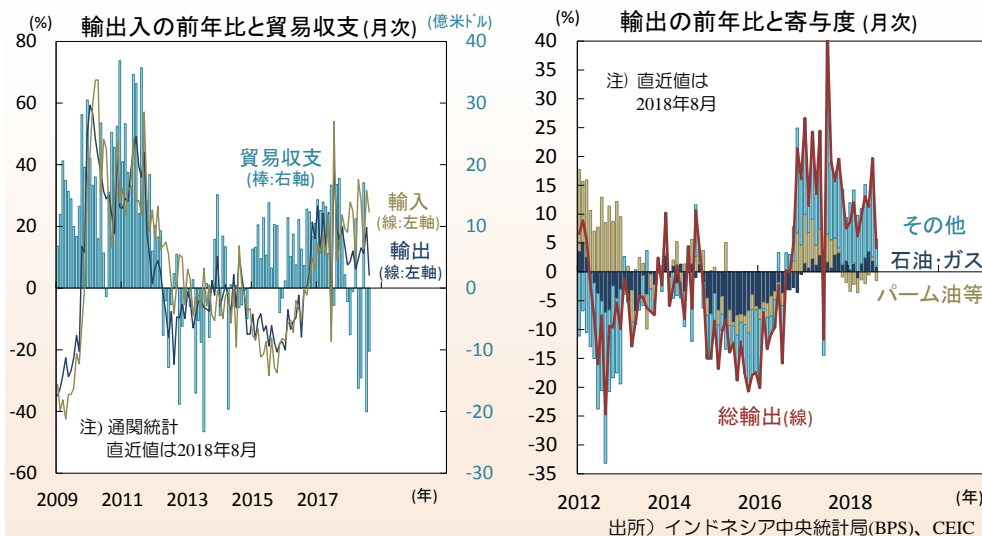 輸出入の前年比と貿易収支(月次)
(%)
(億米ドル)
80
60
40
20
0
-20
-40
-60
40
30
20
10
0
-10
-20
-30
貿易収支
(棒:右軸)
輸入
(線:左軸)
輸出
(線:左軸)
注) 通関統計
直近値は2018年8月
2009
2011
2013
2015
2017
(年)
輸出の前年比と寄与度(月次)
(%)
40
35
30
25
20
15
10
5
0
-5
-10
-15
-20
-25
-30
-35
注) 直近値は
2018年8月
その他
石油・ガス
パーム油等
総輸出(線)
2012
2014
2016
2018
(年)
出所）インドネシア中央統計局(BPS)、CEIC